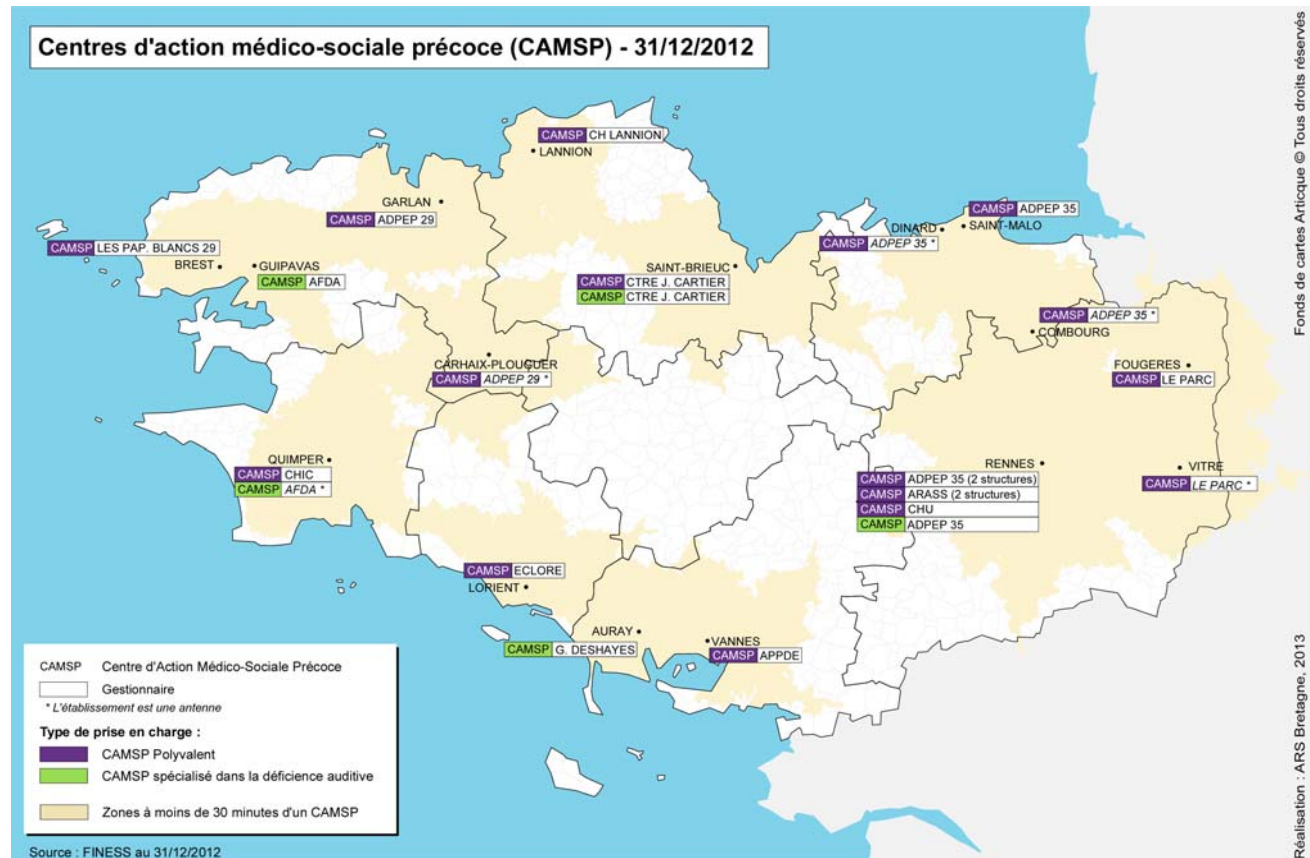 Centres d'action médico-sociale précoce (CAMSP) - 31/12/2012
CAMSP CH LANNION
LANNION
GARLAN
CAMSP ADPEP 29
CAMSP ADPEP 35
SAINT-MALO
DINARD
CAMSP ADPEP 35 *
CAMSP LES PAP. BLANCS 29
BREST
GUIPAVAS
CAMSP AFDA
SAINT-BRIEUC
CAMSP CTRE J. CARTIER
CAMSP CTRE J. CARTIER
CAMSP ADPEP 35 *
COMBOURG
CARHAIX-PLOUGUER
CAMSP ADPEP 29 *
FOUGERES
CAMSP LE PARC
QUIMPER
CAMSP CHIC
CAMSP AFDA *
RENNES
CAMSP ADPEP 35 (2 structures)
CAMSP ARASS (2 structures)
CAMSP CHU
CAMSP ADPEP 35
VITRE
CAMSP LE PARC *
CAMSP ECLORE
LORIENT
AURAY
CAMSP G. DESHAYES
VANNES
CAMSP APPDE
CAMSP Centre d'Action Médico-Sociale Précoce
Gestionnaire
* L'établissement est une antenne
Type de prise en charge :
CAMSP Polyvalent
CAMSP spécialisé dans la déficience auditive
Zones à moins de 30 minutes d'un CAMSP
Source : FINESS au 31/12/2012
Fonds de cartes Articque © Tous droits réservés
Réalisation : ARS Bretagne, 2013